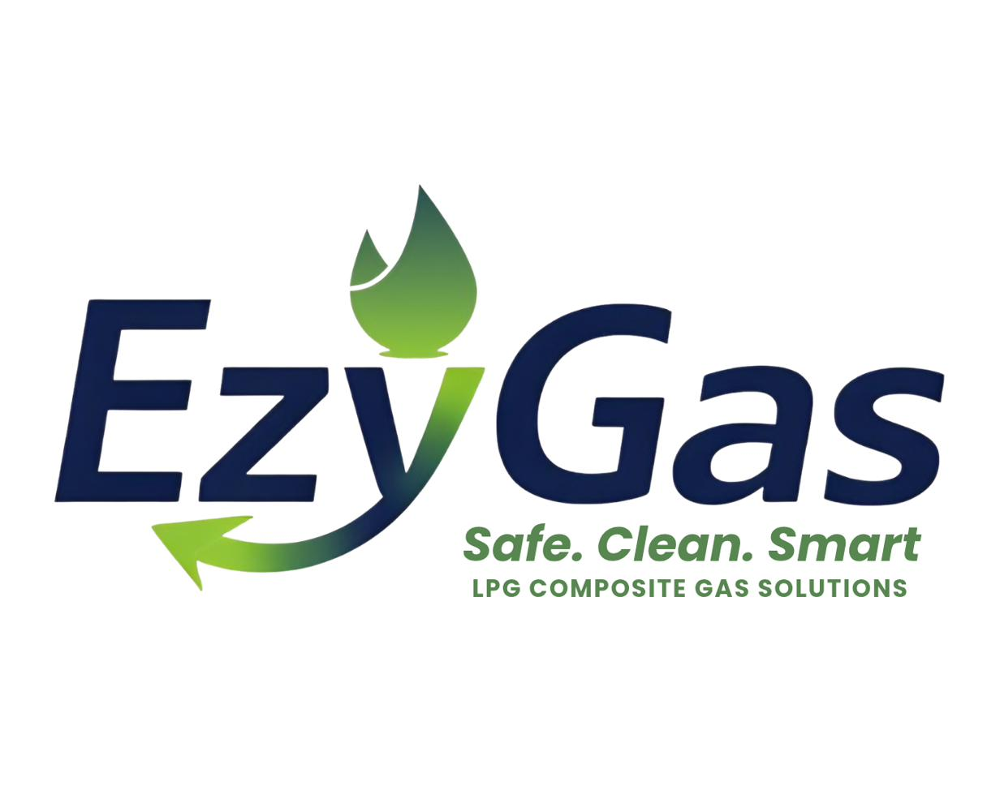 EzyGas
Safe. Clean. Smart
LPG COMPOSITE GAS SOLUTIONS